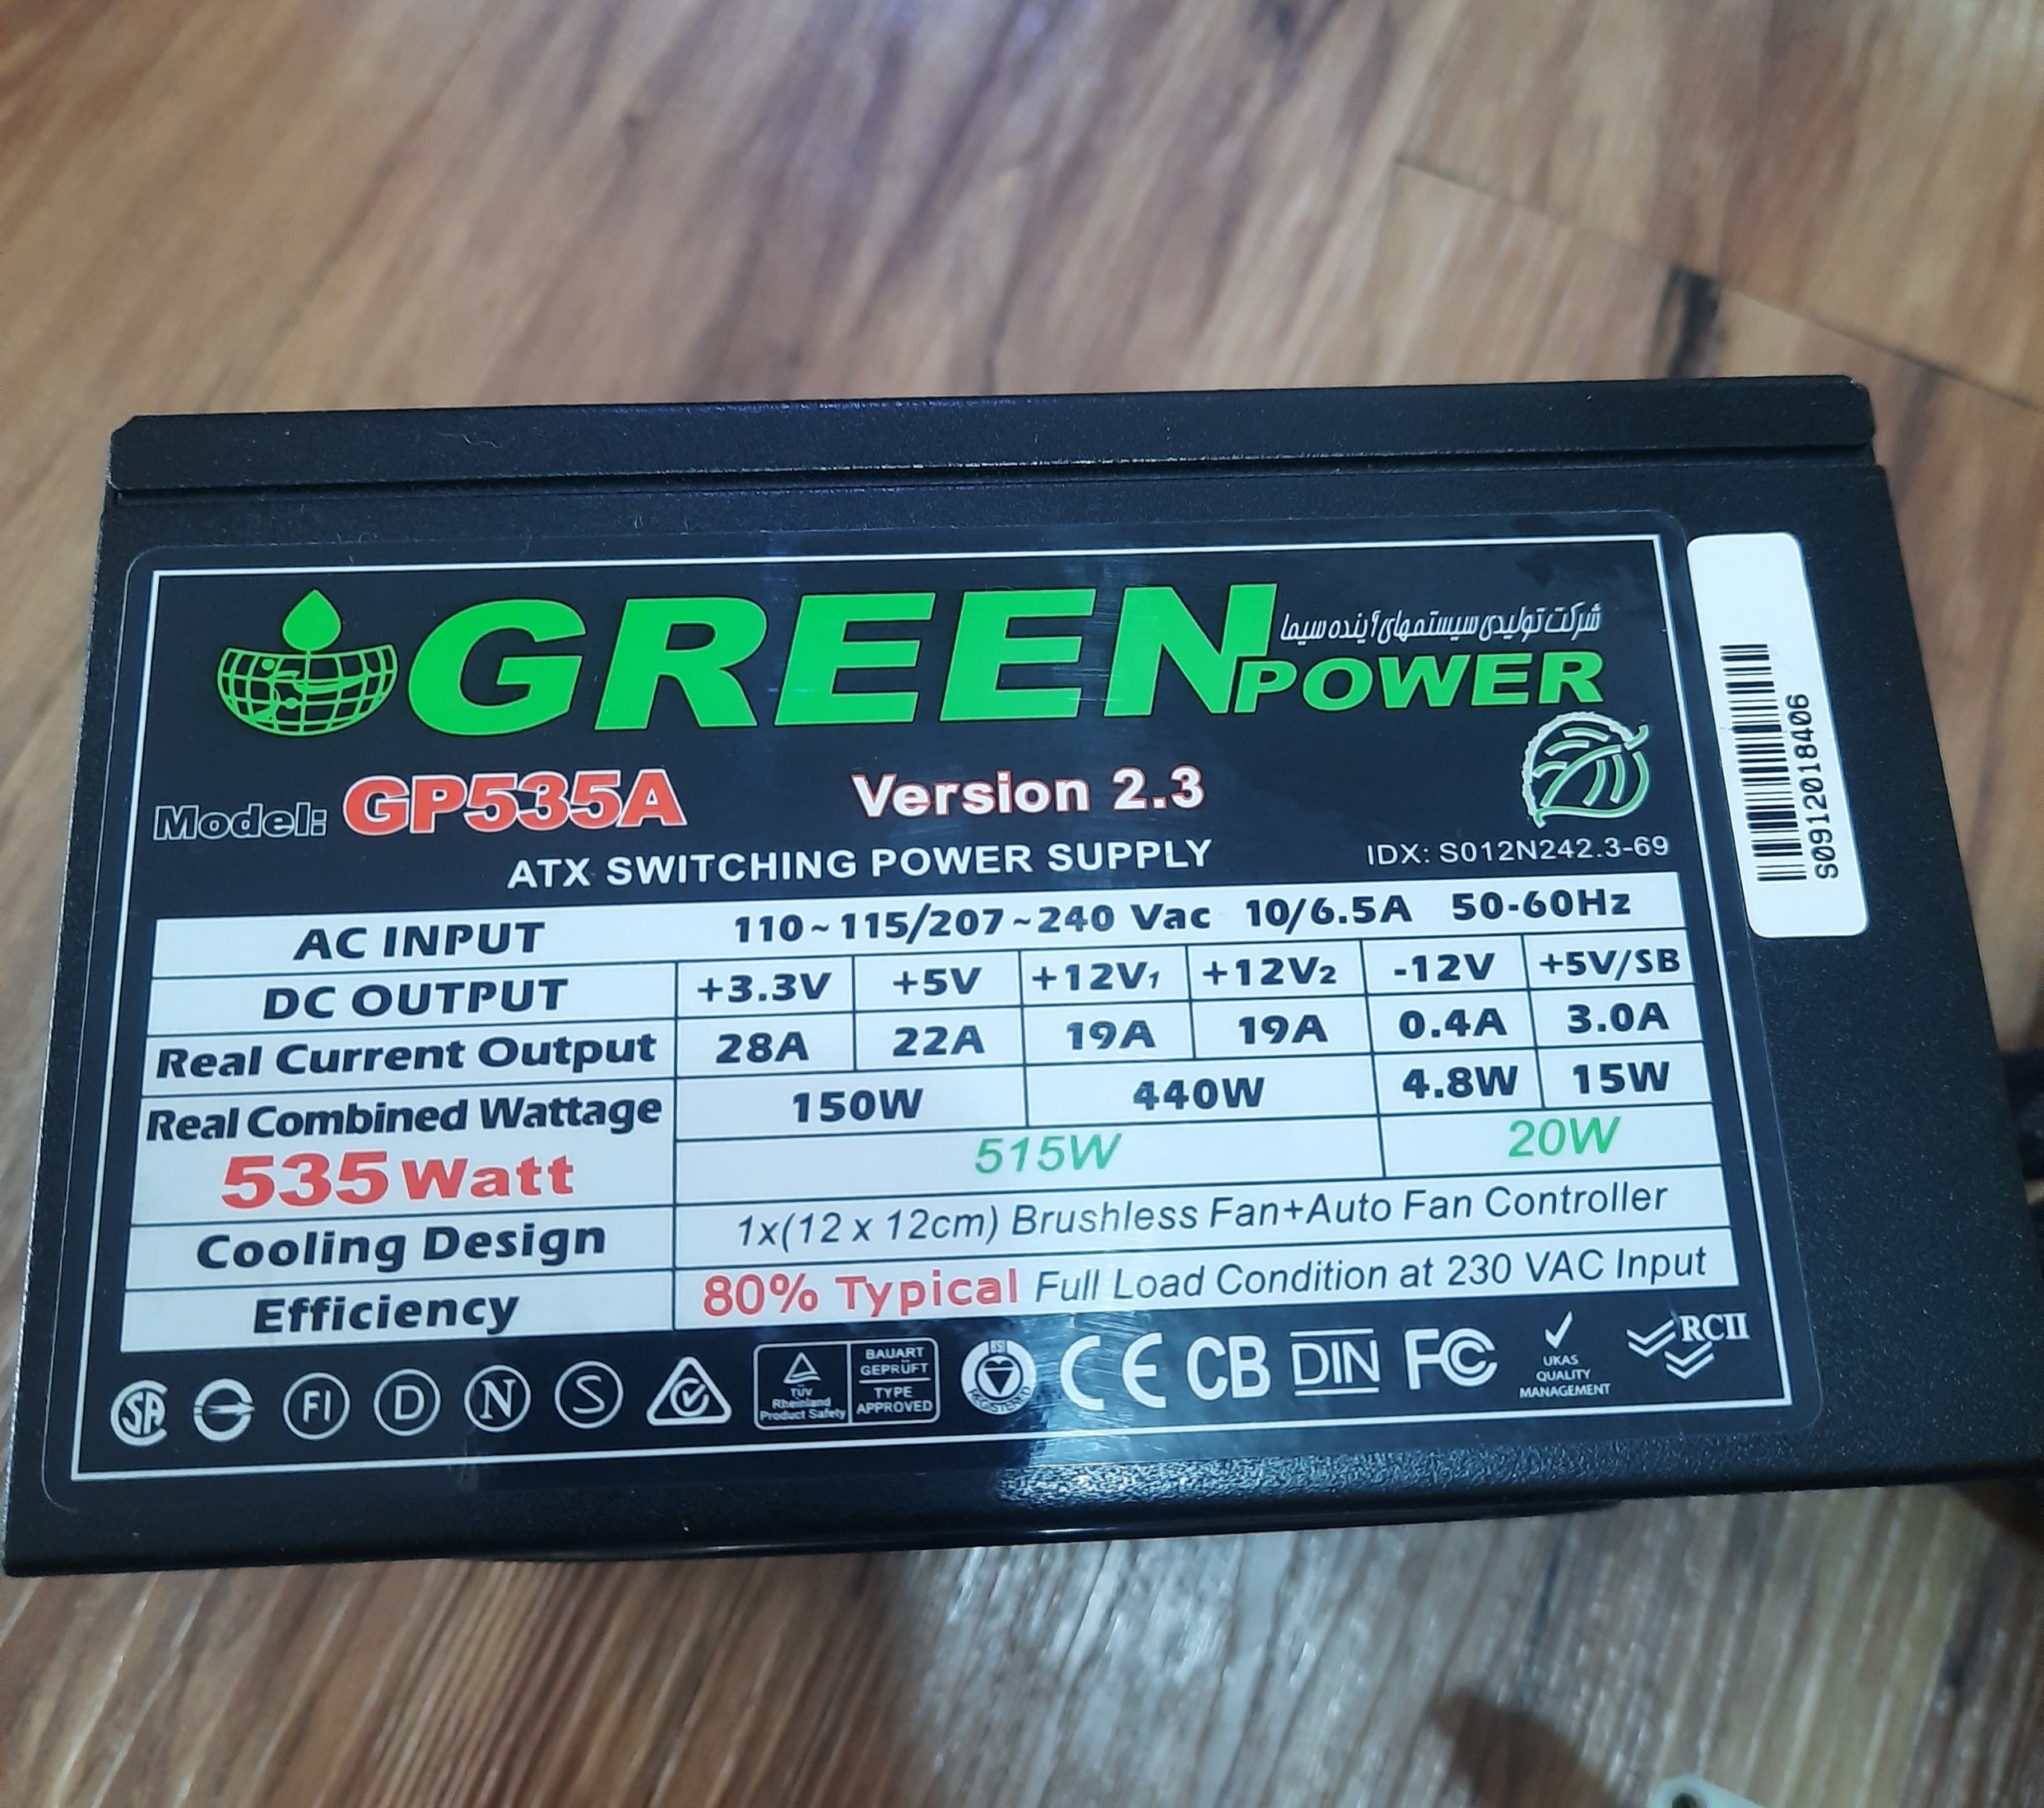 GREEN
شرکت تولیدی سیستمهای آینده سیما
POWER
Model: GP535A Version 2.3
ATX SWITCHING POWER SUPPLY IDX: S012N242.3-69
S0912018406
AC INPUT 110~115/207~240 Vac 10/6.5A 50-60Hz
DC OUTPUT +3.3V +5V +12V1 +12V2 -12V +5V/SB
Real Current Output 28A 22A 19A 19A 0.4A 3.0A
Real Combined Wattage 150W 440W 4.8W 15W
535 Watt 515W 20W
Cooling Design 1x(12 x 12cm) Brushless Fan+Auto Fan Controller
Efficiency 80% Typical Full Load Condition at 230 VAC Input
SA FI D N S
TÜV
Rheinland
Product Safety
BAUART
GEPRÜFT
TYPE
APPROVED
BSI
REGISTERED
CE CB DIN FC
UKAS
QUALITY
MANAGEMENT
RCII